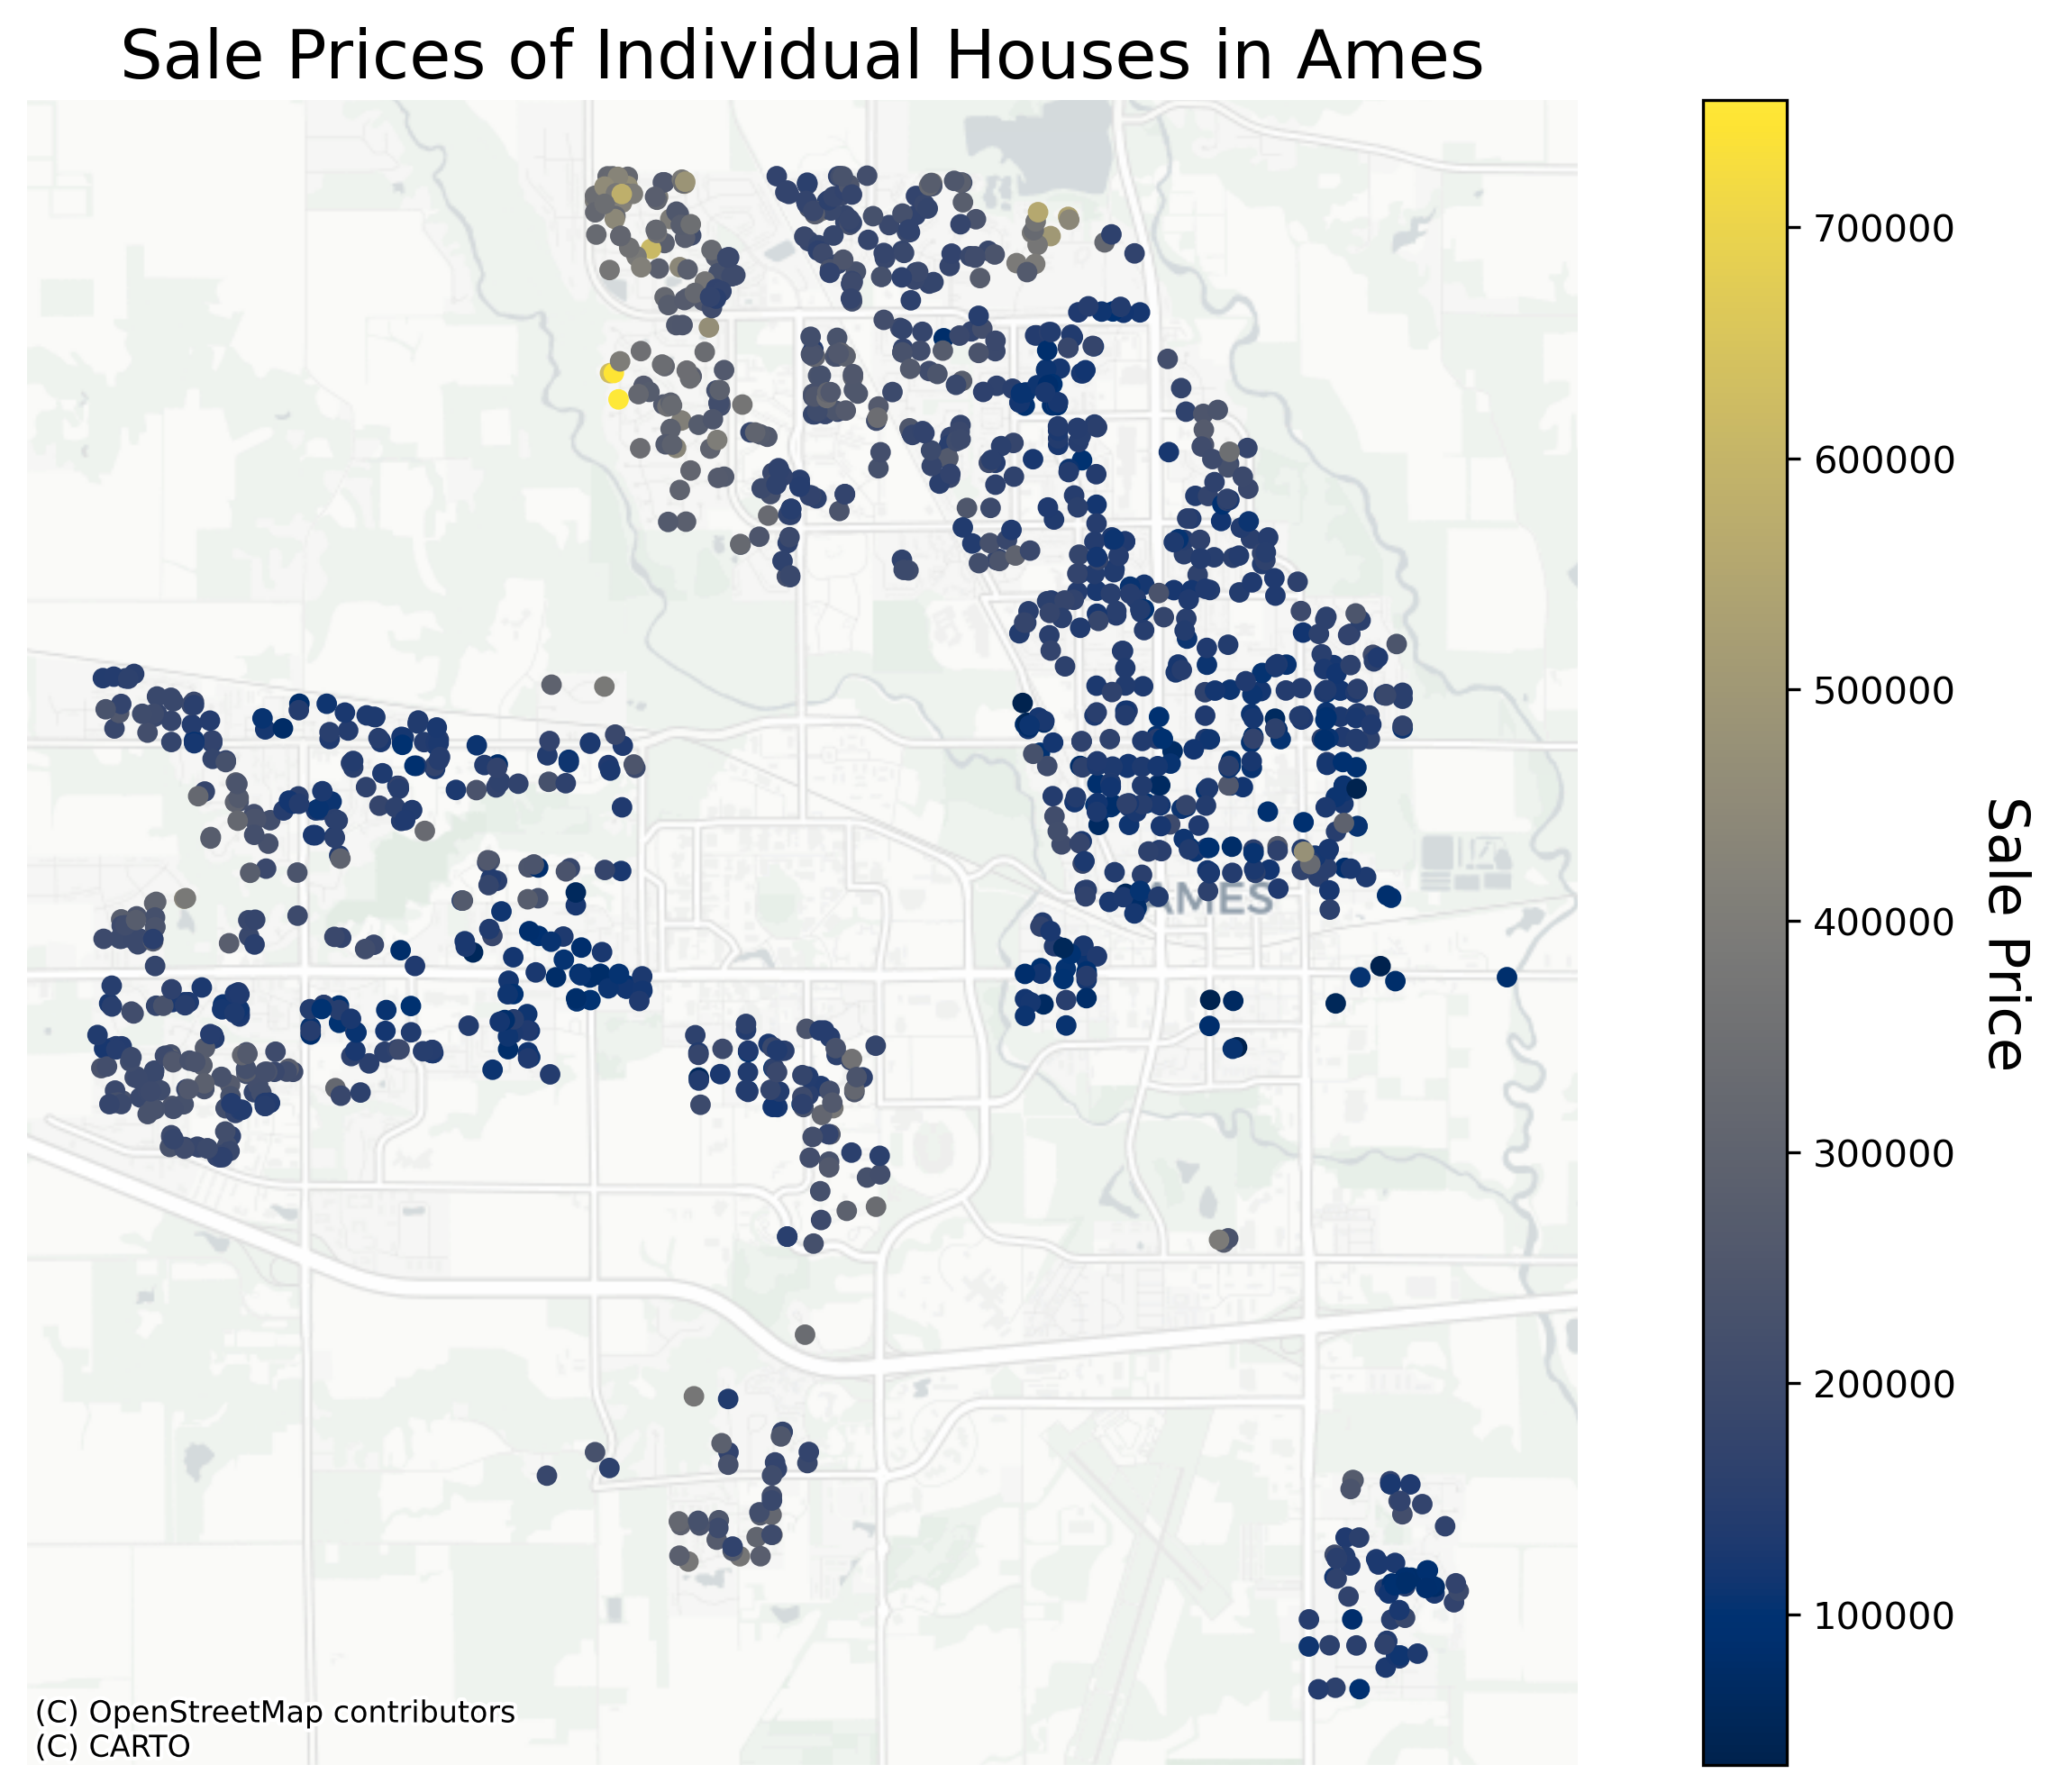 Sale Prices of Individual Houses in Ames
700000
600000
500000
400000
300000
200000
100000
Sale Price
AMES
(C) OpenStreetMap contributors
(C) CARTO